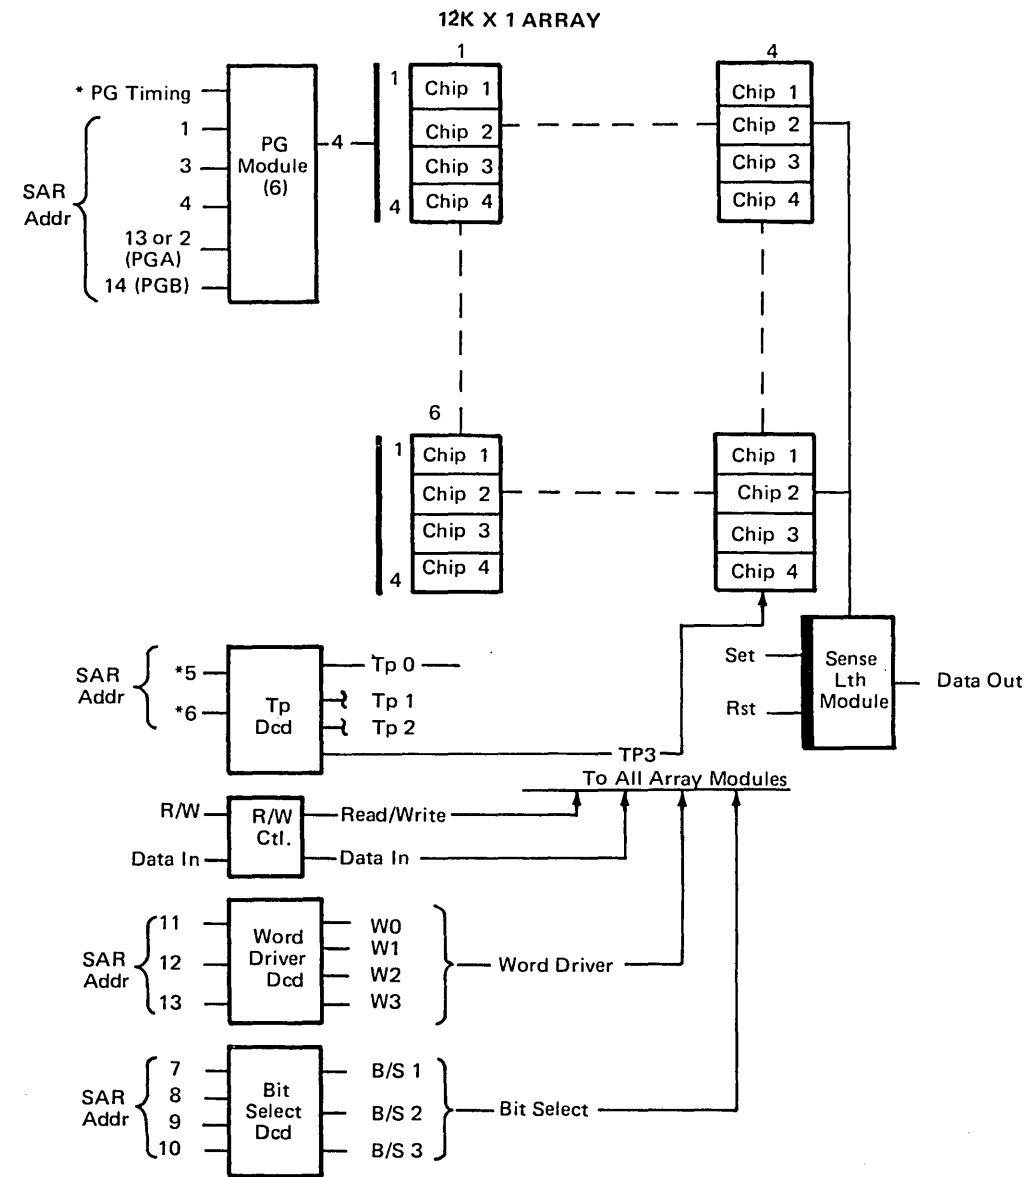 12K X 1 ARRAY
1
4
* PG Timing
SAR
Addr
1
3
4
13 or 2
(PGA)
14 (PGB)
PG
Module
(6)
4
1
4
Chip 1
Chip 2
Chip 3
Chip 4
Chip 1
Chip 2
Chip 3
Chip 4
6
1
4
Chip 1
Chip 2
Chip 3
Chip 4
Chip 1
Chip 2
Chip 3
Chip 4
Set
Rst
Sense
Lth
Module
Data Out
SAR
Addr
*5
*6
Tp
Dcd
Tp 0
Tp 1
Tp 2
TP3
To All Array Modules
R/W
Data In
R/W
Ctl.
Read/Write
Data In
SAR
Addr
11
12
13
Word
Driver
Dcd
W0
W1
W2
W3
Word Driver
SAR
Addr
7
8
9
10
Bit
Select
Dcd
B/S 1
B/S 2
B/S 3
Bit Select